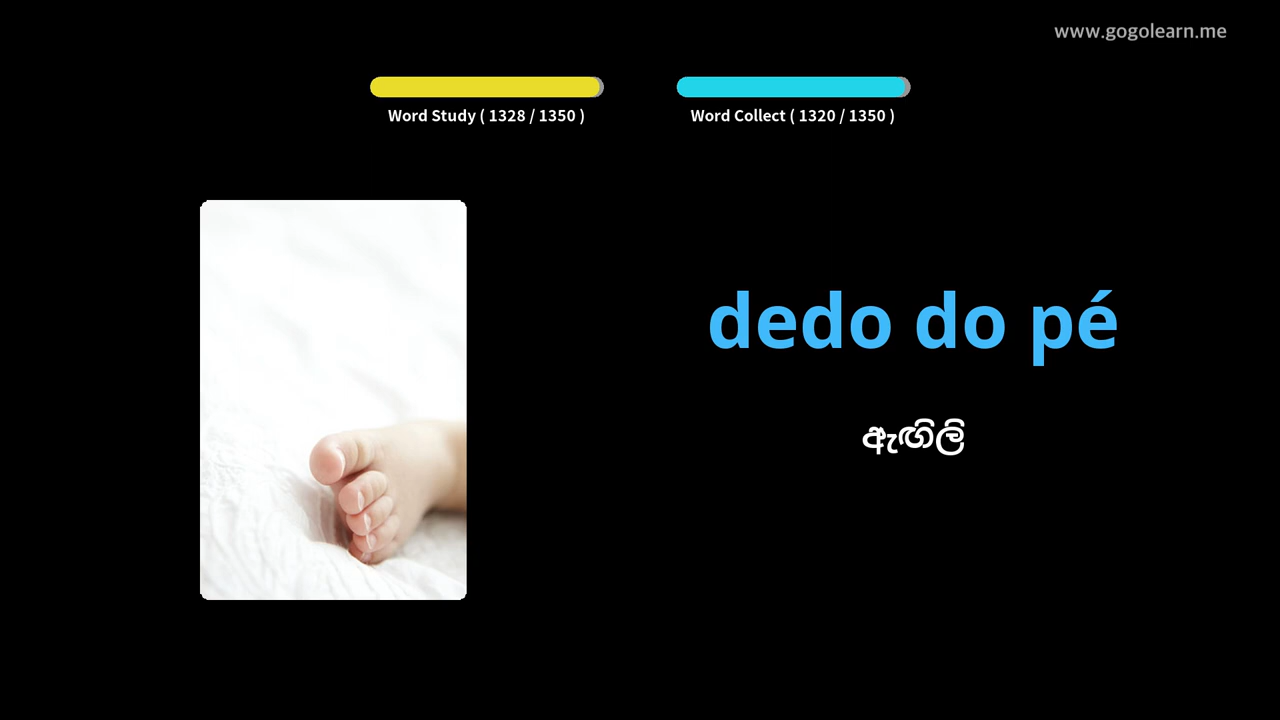 www.gogolearn.me
Word Study ( 1328 / 1350 )
Word Collect ( 1320 / 1350 )
dedo do pé
ඇඟිලි